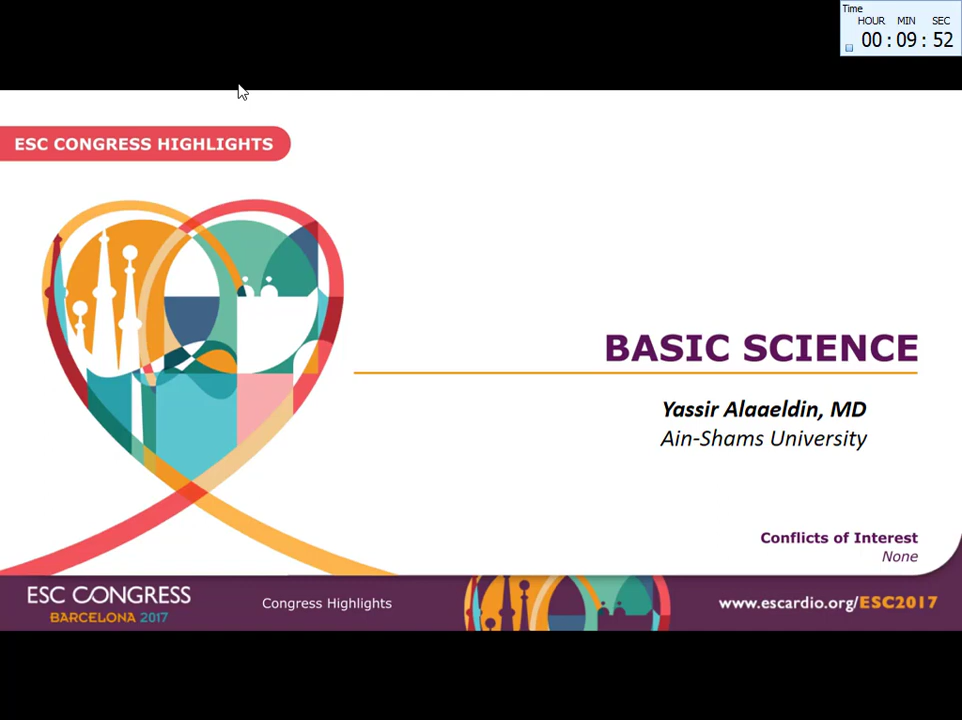 Time
HOUR MIN SEC
00 : 09 : 52
ESC CONGRESS HIGHLIGHTS
BASIC SCIENCE
Yassir Alaaeldin, MD
Ain-Shams University
Conflicts of Interest
None
ESC CONGRESS
BARCELONA 2017
Congress Highlights
www.escardio.org/ESC2017